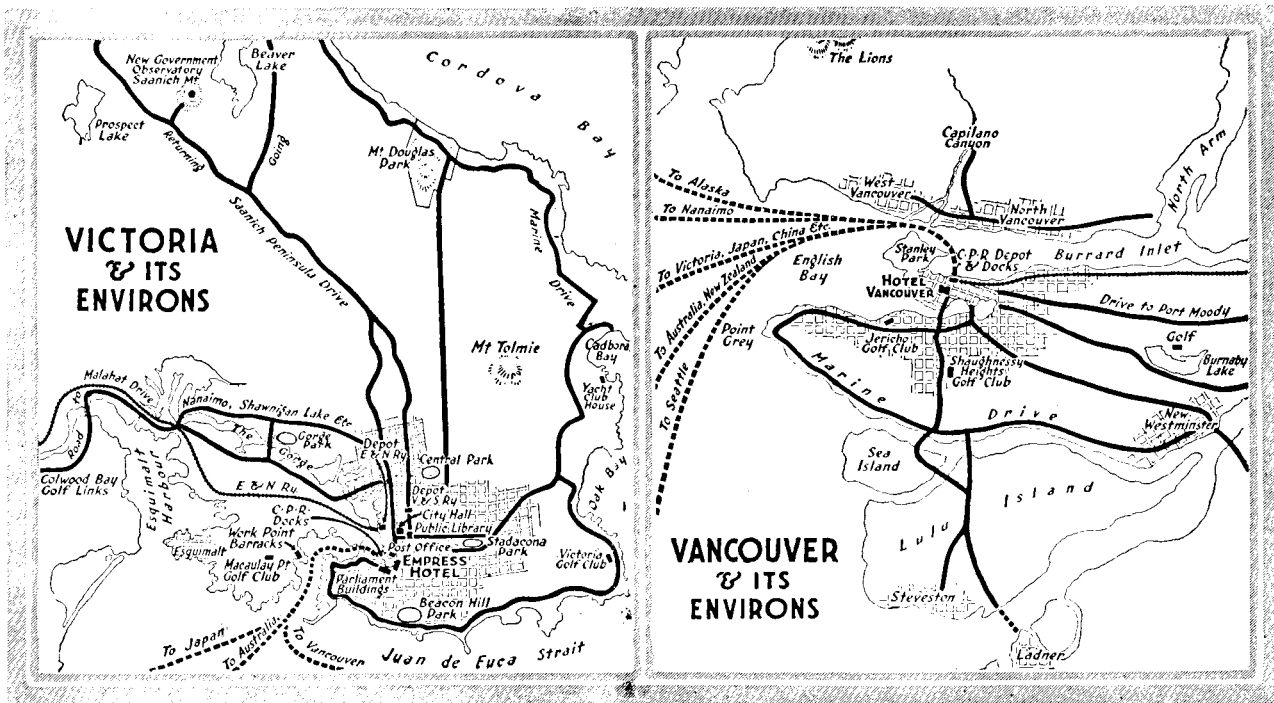 New Government
Observatory
Saanich Mt
Beaver
Lake
Cordova Bay
Prospect
Lake
Returning
Going
Mt Douglas
Park
VICTORIA
& ITS
ENVIRONS
Saanich Peninsula Drive
Marine Drive
Mt Tolmie
Cadbora
Bay
Yacht
Club
House
Road to Malahat Drive, Nanaimo, Shawnigan Lake Etc
The Gorge
Gorge
Park
Depot
E & N Ry.
Central Park
Colwood Bay
Golf Links
Esquimalt
Harbour
E & N Ry.
Depot
V & S Ry
Oak Bay
C.P.R.
Docks
City Hall
Public Library
Work Point
Barracks
Esquimalt
Post Office
Stadacona
Park
Macaulay Pt
Golf Club
EMPRESS
HOTEL
Victoria
Golf Club
Parliament
Buildings
Beacon Hill
Park
To Japan
To Australia
To Vancouver
Juan de Fuca Strait
The Lions
Capilano
Canyon
North Arm
To Alaska
To Nanaimo
West
Vancouver
North
Vancouver
To Victoria, Japan, China Etc.
To Australia, New Zealand
To Seattle
English
Bay
Stanley
Park
C.P.R Depot
& Docks
Burrard Inlet
HOTEL
VANCOUVER
Drive to Port Moody
Point
Grey
Jericho
Golf Club
Golf
Burnaby
Lake
Shaughnessy
Heights
Golf Club
Marine Drive
New
Westminster
Sea
Island
Lulu Island
VANCOUVER
& ITS
ENVIRONS
Steveston
Ladner